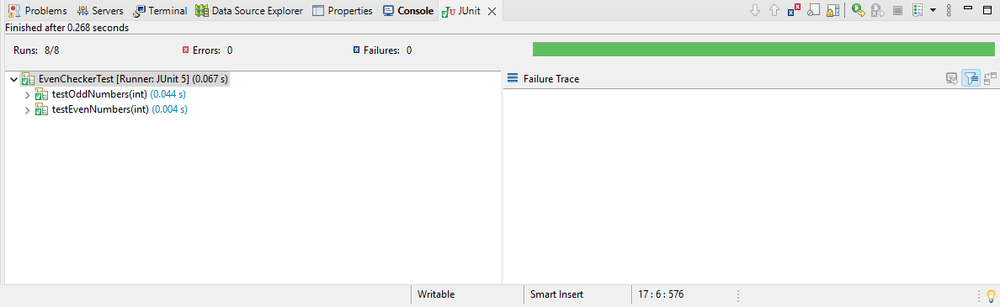 Problems Servers Terminal Data Source Explorer Properties Console JUnit
Finished after 0.268 seconds
Runs: 8/8 Errors: 0 Failures: 0
EvenCheckerTest [Runner: JUnit 5] (0.067 s)
testOddNumbers(int) (0.044 s)
testEvenNumbers(int) (0.004 s)
Failure Trace
Writable Smart Insert 17 : 6 : 576